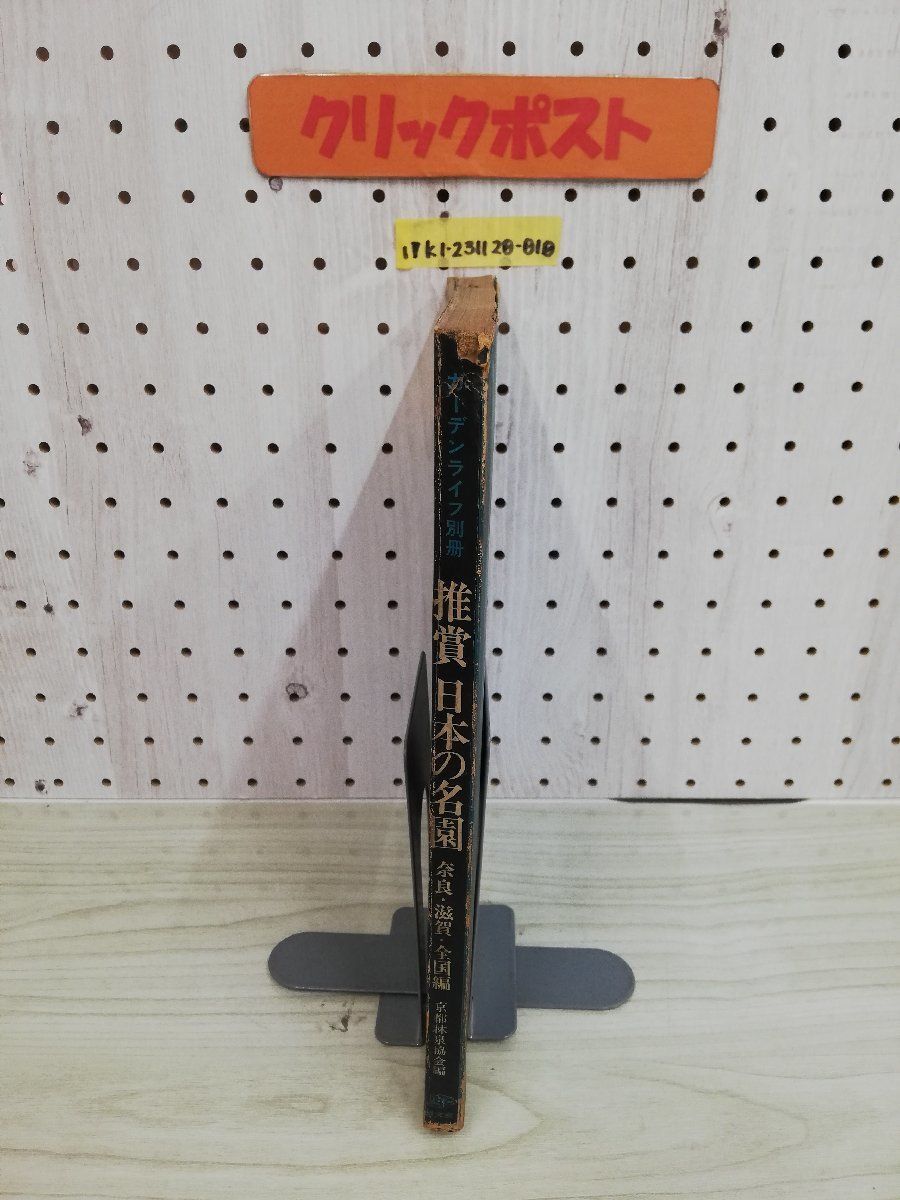 クリックポスト
17k1-231120-010
ガーデンライフ別冊
推賞 日本の名園
奈良・滋賀・全国編
京都林泉協会編